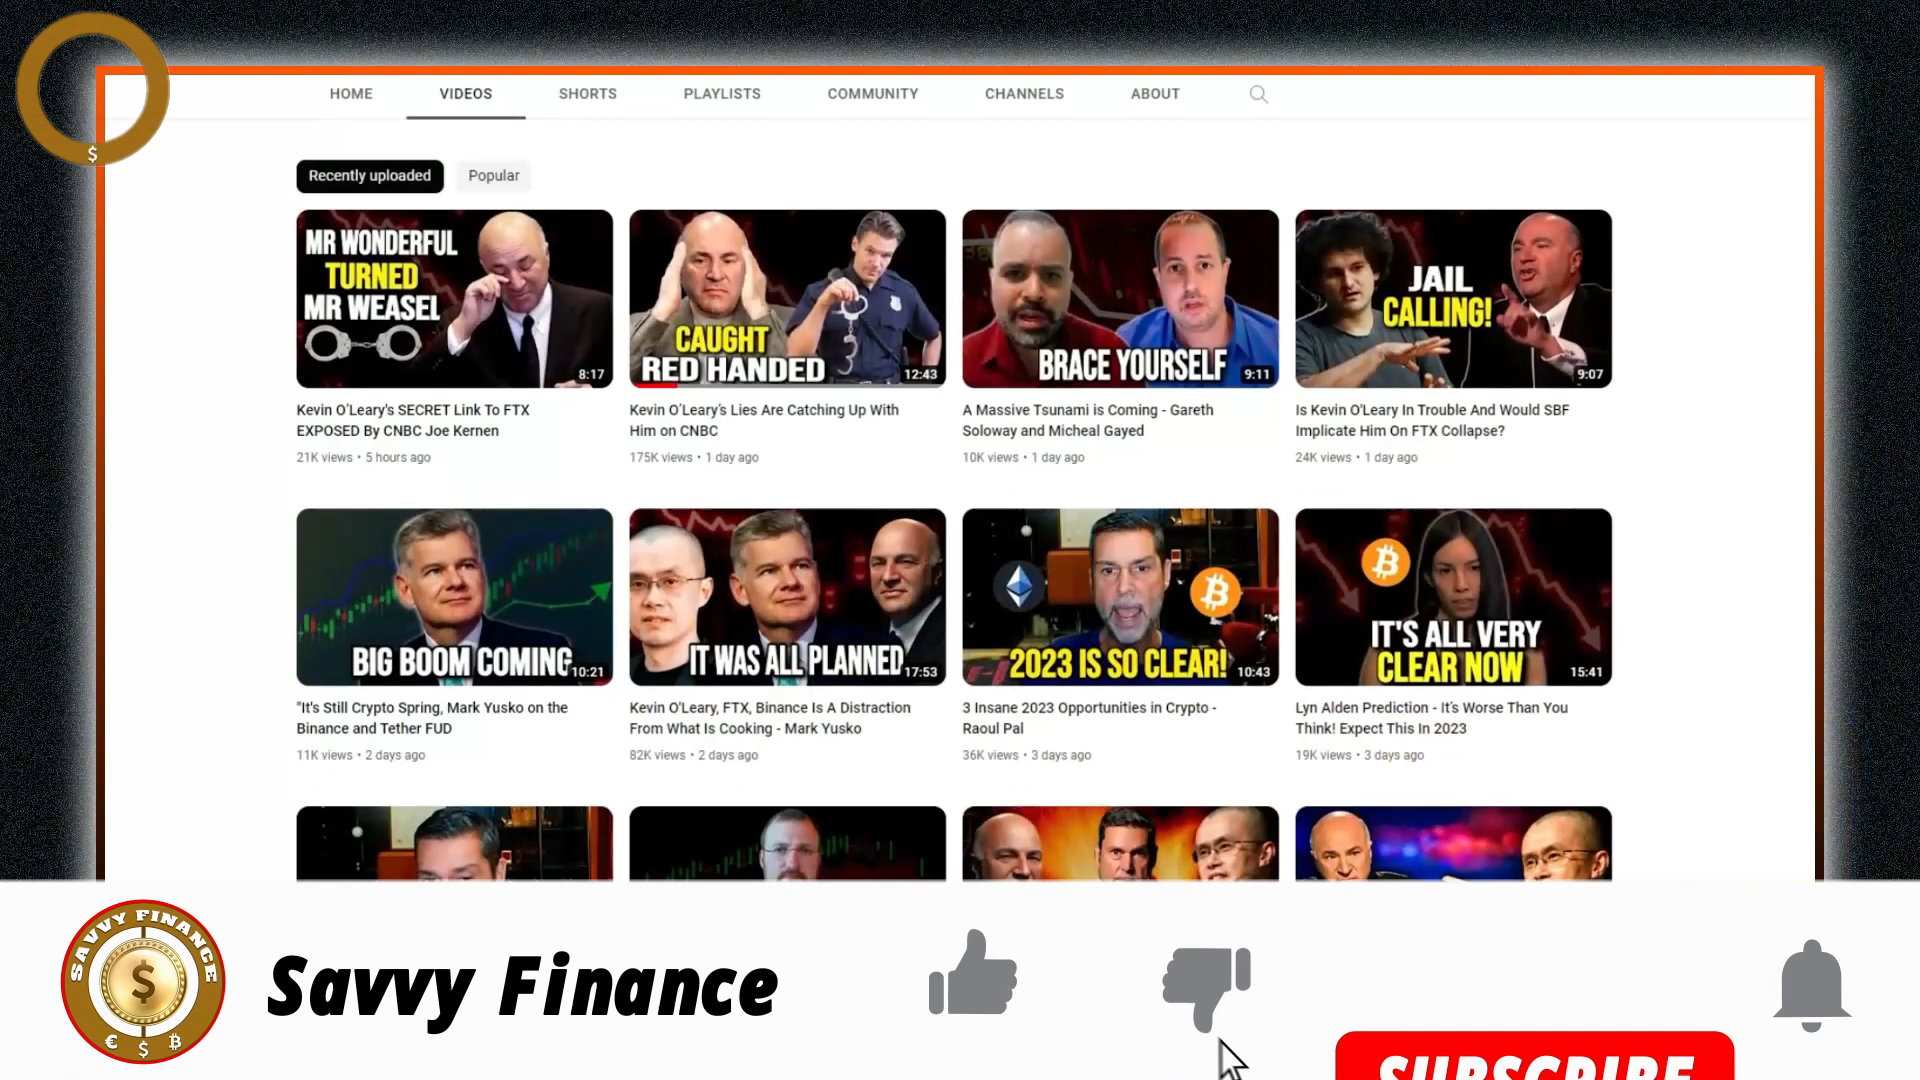 $
HOME
VIDEOS
SHORTS
PLAYLISTS
COMMUNITY
CHANNELS
ABOUT
Recently uploaded
Popular
MR WONDERFUL
TURNED
MR WEASEL
8:17
CAUGHT
RED HANDED
12:43
BRACE YOURSELF
9:11
JAIL
CALLING!
9:07
Kevin O'Leary's SECRET Link To FTX
EXPOSED By CNBC Joe Kernen
21K views • 5 hours ago
Kevin O'Leary's Lies Are Catching Up With
Him on CNBC
175K views • 1 day ago
A Massive Tsunami is Coming - Gareth
Soloway and Micheal Gayed
10K views • 1 day ago
Is Kevin O'Leary In Trouble And Would SBF
Implicate Him On FTX Collapse?
24K views • 1 day ago
BIG BOOM COMING
10:21
IT WAS ALL PLANNED
17:53
2023 IS SO CLEAR!
10:43
IT'S ALL VERY
CLEAR NOW
15:41
"It's Still Crypto Spring, Mark Yusko on the
Binance and Tether FUD
11K views • 2 days ago
Kevin O'Leary, FTX, Binance Is A Distraction
From What Is Cooking - Mark Yusko
82K views • 2 days ago
3 Insane 2023 Opportunities in Crypto -
Raoul Pal
36K views • 3 days ago
Lyn Alden Prediction - It's Worse Than You
Think! Expect This In 2023
19K views • 3 days ago
SAVVY FINANCE
$
€ $ ₿
Savvy Finance
SUBSCRIBE